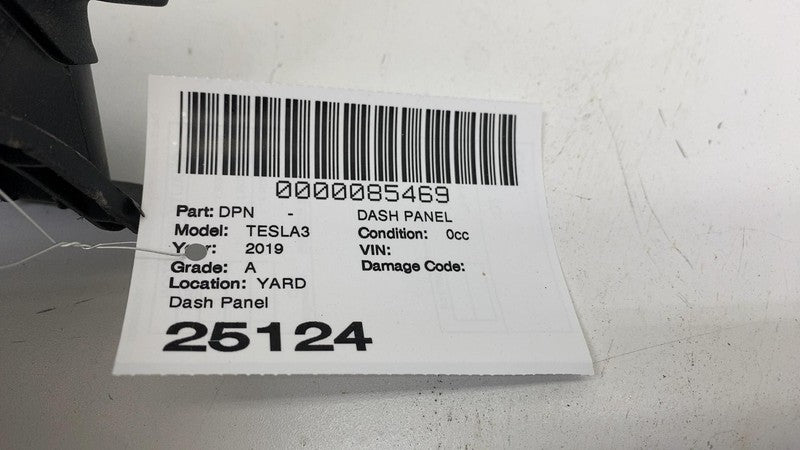 0000085469
Part: DPN - DASH PANEL
Model: TESLA3 Condition: 0cc
Year: 2019 VIN:
Grade: A Damage Code:
Location: YARD
Dash Panel
25124